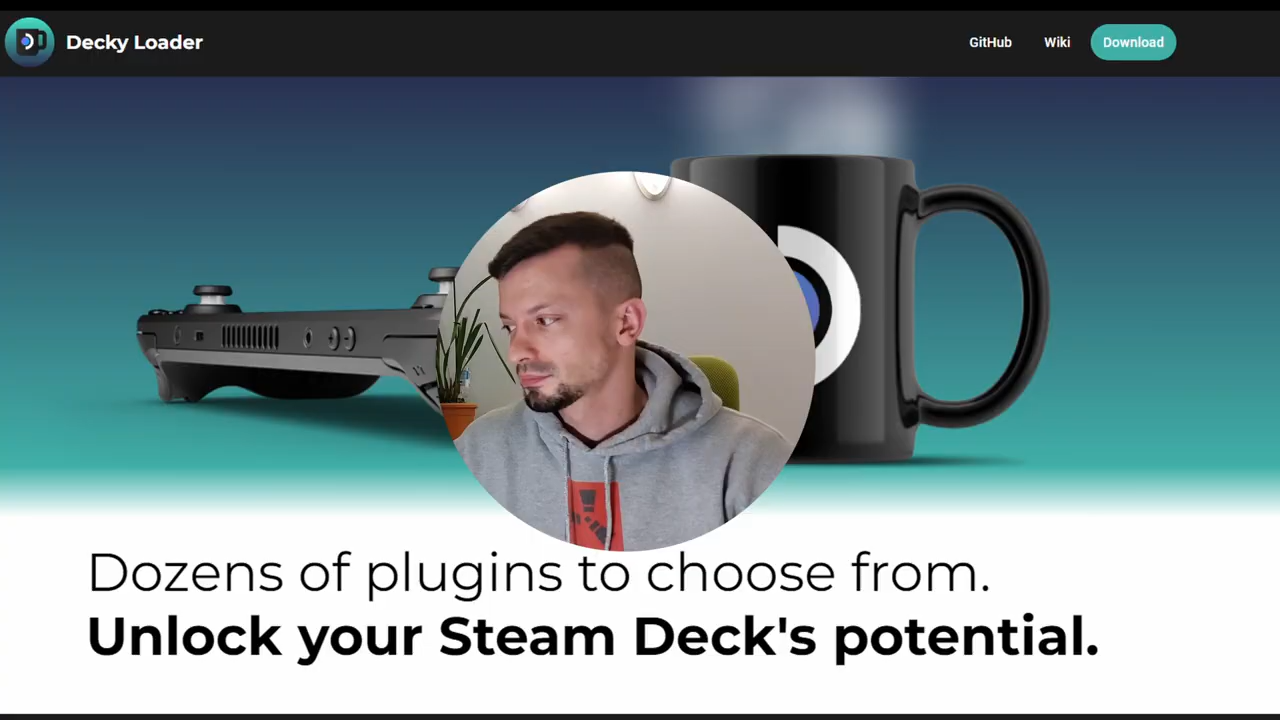 Decky Loader
GitHub
Wiki
Download
Dozens of plugins to choose from.
Unlock your Steam Deck's potential.